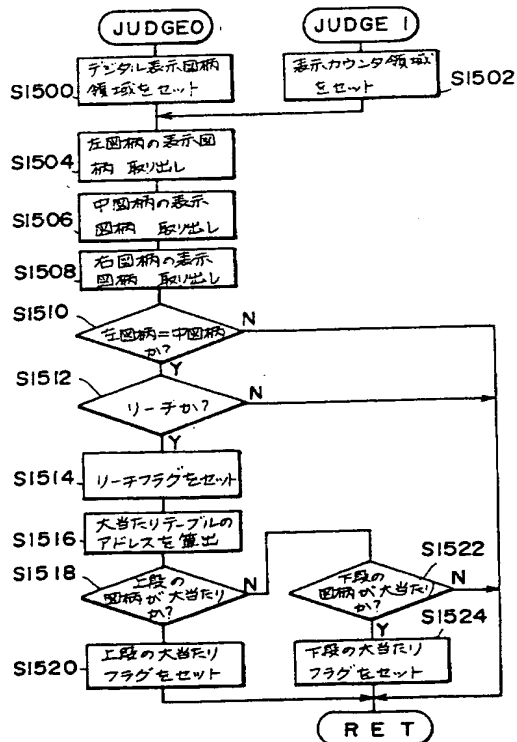 JUDGE0
JUDGE 1
S1500
デジタル表示図柄
領域をセット
表示カウンタ領域
をセット
S1502
S1504
左図柄の表示図
柄 取り出し
S1506
中図柄の表示
図柄 取り出し
S1508
右図柄の表示
図柄 取り出し
S1510
左図柄=中図柄
か?
N
Y
S1512
リーチか?
N
Y
S1514
リーチフラグをセット
S1516
大当たりテーブルの
アドレスを算出
S1518
上段の
図柄が大当たり
か?
N
Y
S1522
下段の
図柄が大当たり
か?
N
Y
S1520
上段の大当たり
フラグをセット
S1524
下段の大当たり
フラグをセット
RET